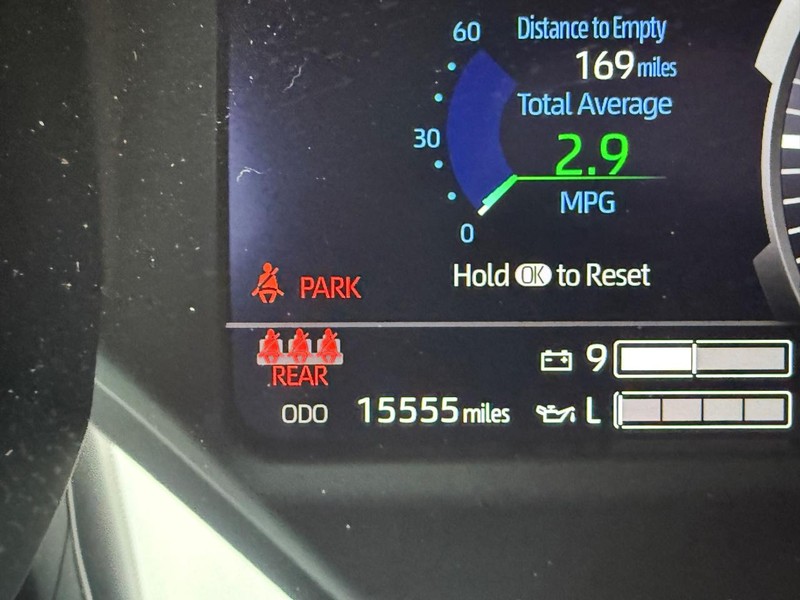 60
Distance to Empty
169 miles
Total Average
30
2.9
MPG
0
Hold OK to Reset
PARK
REAR
9
ODO 15555 miles
L